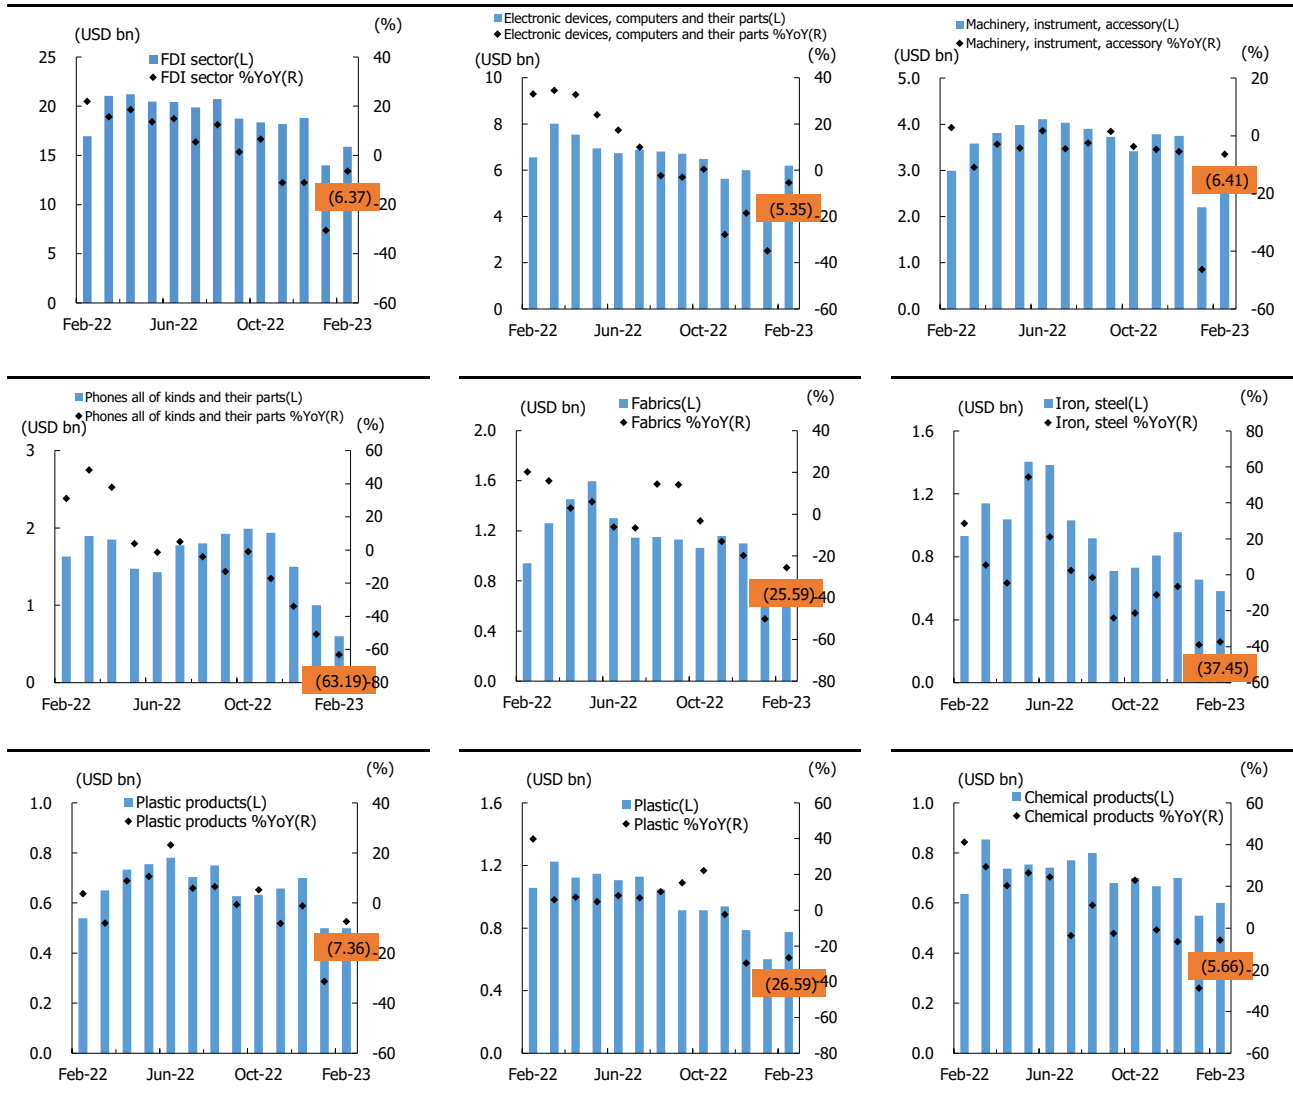 (USD bn)
(%)
FDI sector(L)
FDI sector %YoY(R)
25
20
15
10
5
0
40
20
0
-20
-40
-60
(6.37)
Feb-22
Jun-22
Oct-22
Feb-23
Electronic devices, computers and their parts(L)
Electronic devices, computers and their parts %YoY(R)
(USD bn)
(%)
10
8
6
4
2
0
40
20
0
-20
-40
-60
(5.35)
Feb-22
Jun-22
Oct-22
Feb-23
Machinery, instrument, accessory(L)
Machinery, instrument, accessory %YoY(R)
(USD bn)
(%)
5.0
4.0
3.0
2.0
1.0
0.0
20
0
-20
-40
-60
(6.41)
Feb-22
Jun-22
Oct-22
Feb-23
Phones all of kinds and their parts(L)
Phones all of kinds and their parts %YoY(R)
(USD bn)
(%)
3
2
1
0
60
40
20
0
-20
-40
-60
-80
(63.19)
Feb-22
Jun-22
Oct-22
Feb-23
(USD bn)
(%)
Fabrics(L)
Fabrics %YoY(R)
2.0
1.6
1.2
0.8
0.4
0.0
40
20
0
-20
-40
-60
-80
(25.59)
Feb-22
Jun-22
Oct-22
Feb-23
(USD bn)
(%)
Iron, steel(L)
Iron, steel %YoY(R)
1.6
1.2
0.8
0.4
0.0
80
60
40
20
0
-20
-40
-60
(37.45)
Feb-22
Jun-22
Oct-22
Feb-23
(USD bn)
(%)
Plastic products(L)
Plastic products %YoY(R)
1.0
0.8
0.6
0.4
0.2
0.0
40
20
0
-20
-40
-60
(7.36)
Feb-22
Jun-22
Oct-22
Feb-23
(USD bn)
(%)
Plastic(L)
Plastic %YoY(R)
1.6
1.2
0.8
0.4
0.0
60
40
20
0
-20
-40
-60
-80
(26.59)
Feb-22
Jun-22
Oct-22
Feb-23
(USD bn)
(%)
Chemical products(L)
Chemical products %YoY(R)
1.0
0.8
0.6
0.4
0.2
0.0
60
40
20
0
-20
-40
-60
(5.66)
Feb-22
Jun-22
Oct-22
Feb-23